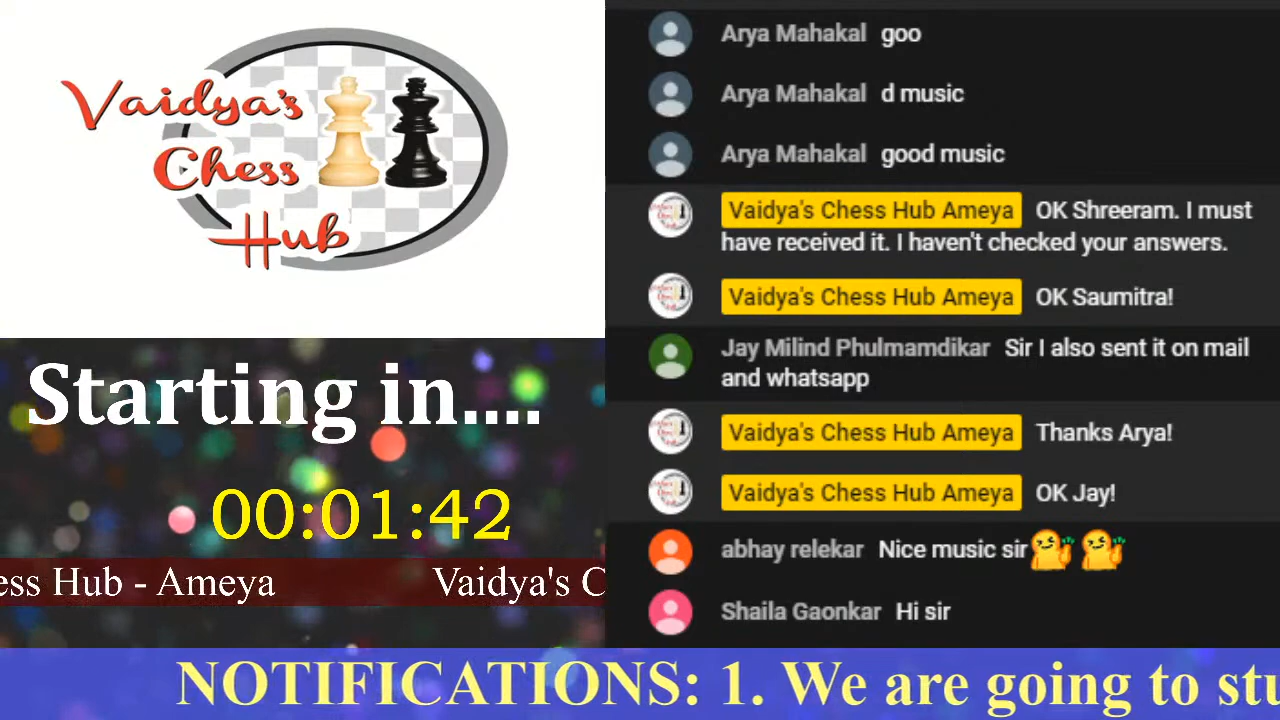 Vaidya's
Chess
Hub
Starting in....
00:01:42
ess Hub - Ameya Vaidya's C
Arya Mahakal goo
Arya Mahakal d music
Arya Mahakal good music
Vaidya's Chess Hub Ameya OK Shreeram. I must
have received it. I haven't checked your answers.
Vaidya's Chess Hub Ameya OK Saumitra!
Jay Milind Phulmamdikar Sir I also sent it on mail
and whatsapp
Vaidya's Chess Hub Ameya Thanks Arya!
Vaidya's Chess Hub Ameya OK Jay!
abhay relekar Nice music sir
Shaila Gaonkar Hi sir
NOTIFICATIONS: 1. We are going to stu